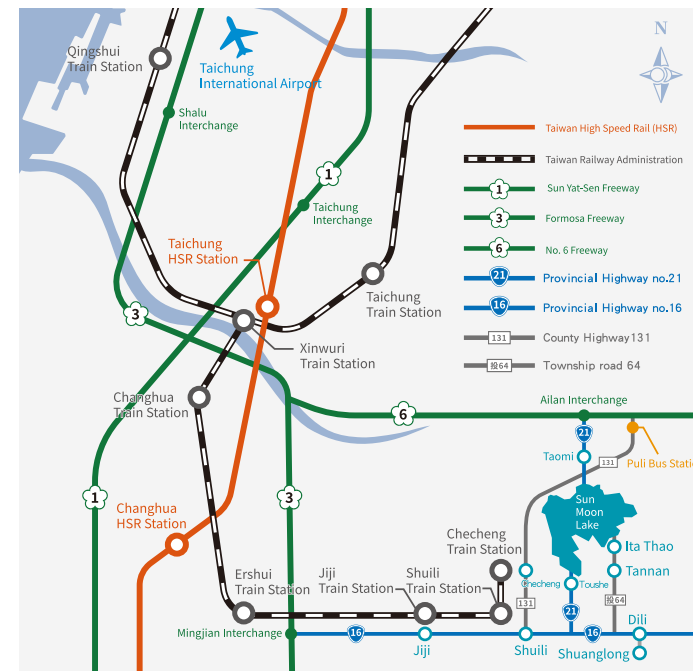 N
Qingshui
Train Station
Taichung
International Airport
Shalu
Interchange
Taiwan High Speed Rail (HSR)
Taiwan Railway Administration
1
Sun Yat-Sen Freeway
3
Formosa Freeway
6
No. 6 Freeway
21
Provincial Highway no.21
16
Provincial Highway no.16
131
County Highway131
投64
Township road 64
1
Taichung
Interchange
Taichung
HSR Station
Taichung
Train Station
3
Xinwuri
Train Station
Changhua
Train Station
Ailan Interchange
6
21
Taomi
131
Puli Bus Stati
1
3
Changhua
HSR Station
Sun
Moon
Lake
Checheng
Train Station
Ita Thao
Tannan
Ershui
Train Station
Jiji
Train Station
Shuili
Train Station
Checheng
Toushe
131
21
投64
Mingjian Interchange
16
Jiji
Shuili
16
Dili
Shuanglong